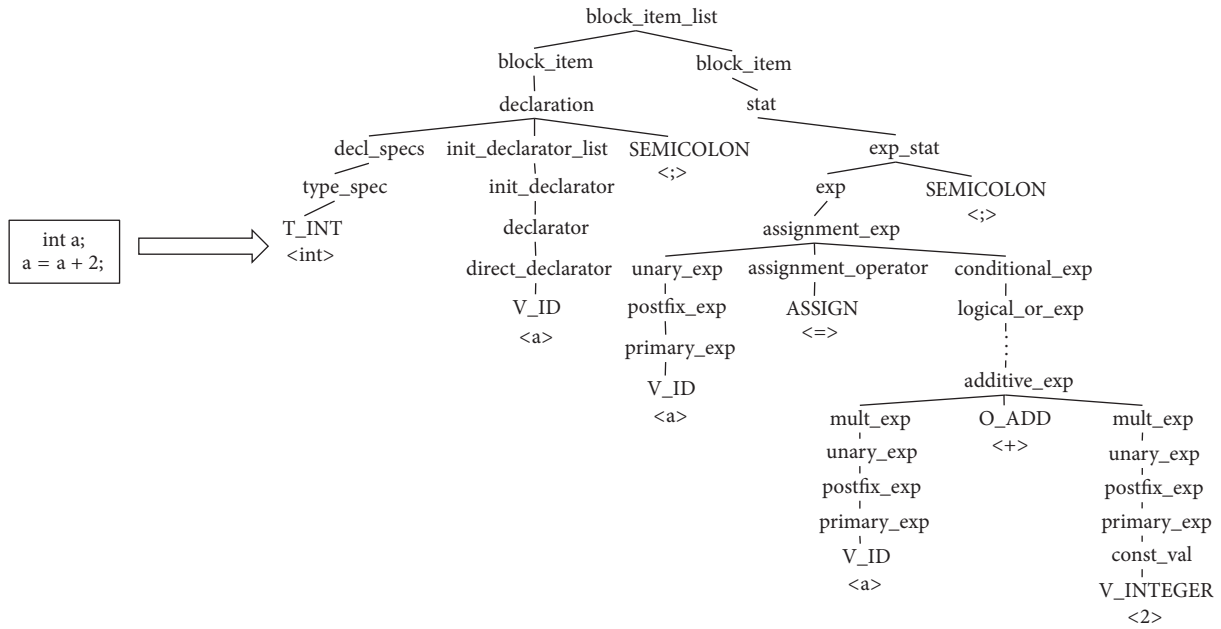 block_item_list
block_item block_item
declaration stat
decl_specs init_declarator_list SEMICOLON exp_stat
<;>
type_spec init_declarator exp SEMICOLON
<;>
T_INT declarator assignment_exp
<int>
int a;
a = a + 2;
direct_declarator unary_exp assignment_operator conditional_exp
V_ID postfix_exp ASSIGN logical_or_exp
<a> <=>
primary_exp
V_ID additive_exp
<a>
mult_exp O_ADD mult_exp
<+>
unary_exp unary_exp
postfix_exp postfix_exp
primary_exp primary_exp
V_ID const_val
<a> V_INTEGER
<2>